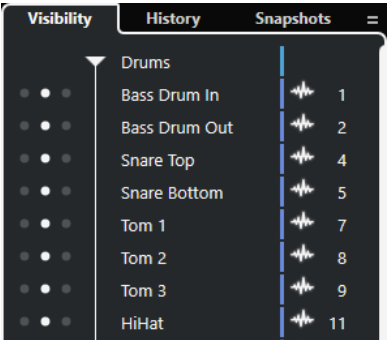 Visibility History Snapshots
Drums
Bass Drum In 1
Bass Drum Out 2
Snare Top 4
Snare Bottom 5
Tom 1 7
Tom 2 8
Tom 3 9
HiHat 11